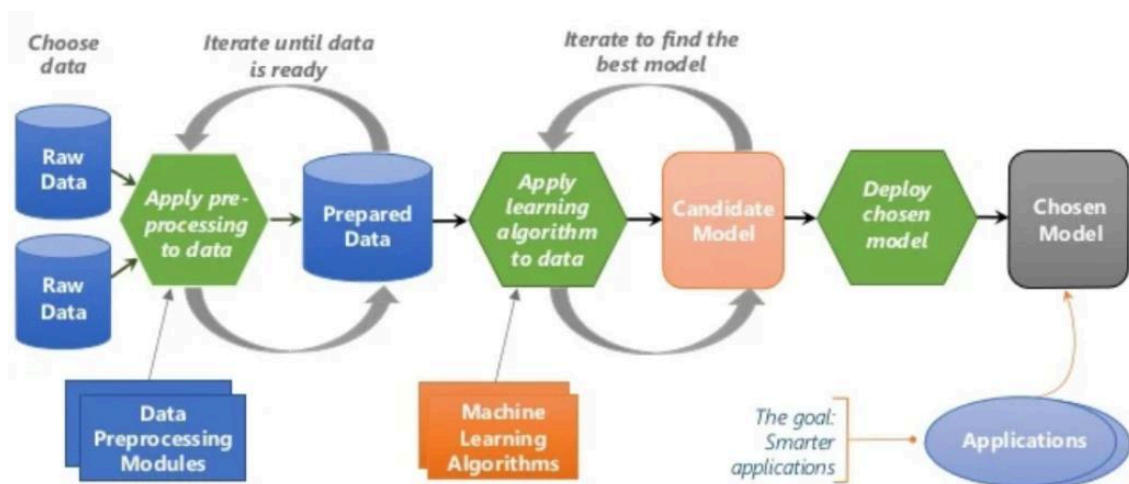 Choose
data
Iterate until data
is ready
Iterate to find the
best model
Raw
Data
Raw
Data
Apply pre-
processing
to data
Prepared
Data
Apply
learning
algorithm
to data
Candidate
Model
Deploy
chosen
model
Chosen
Model
Data
Preprocessing
Modules
Machine
Learning
Algorithms
The goal:
Smarter
applications
Applications